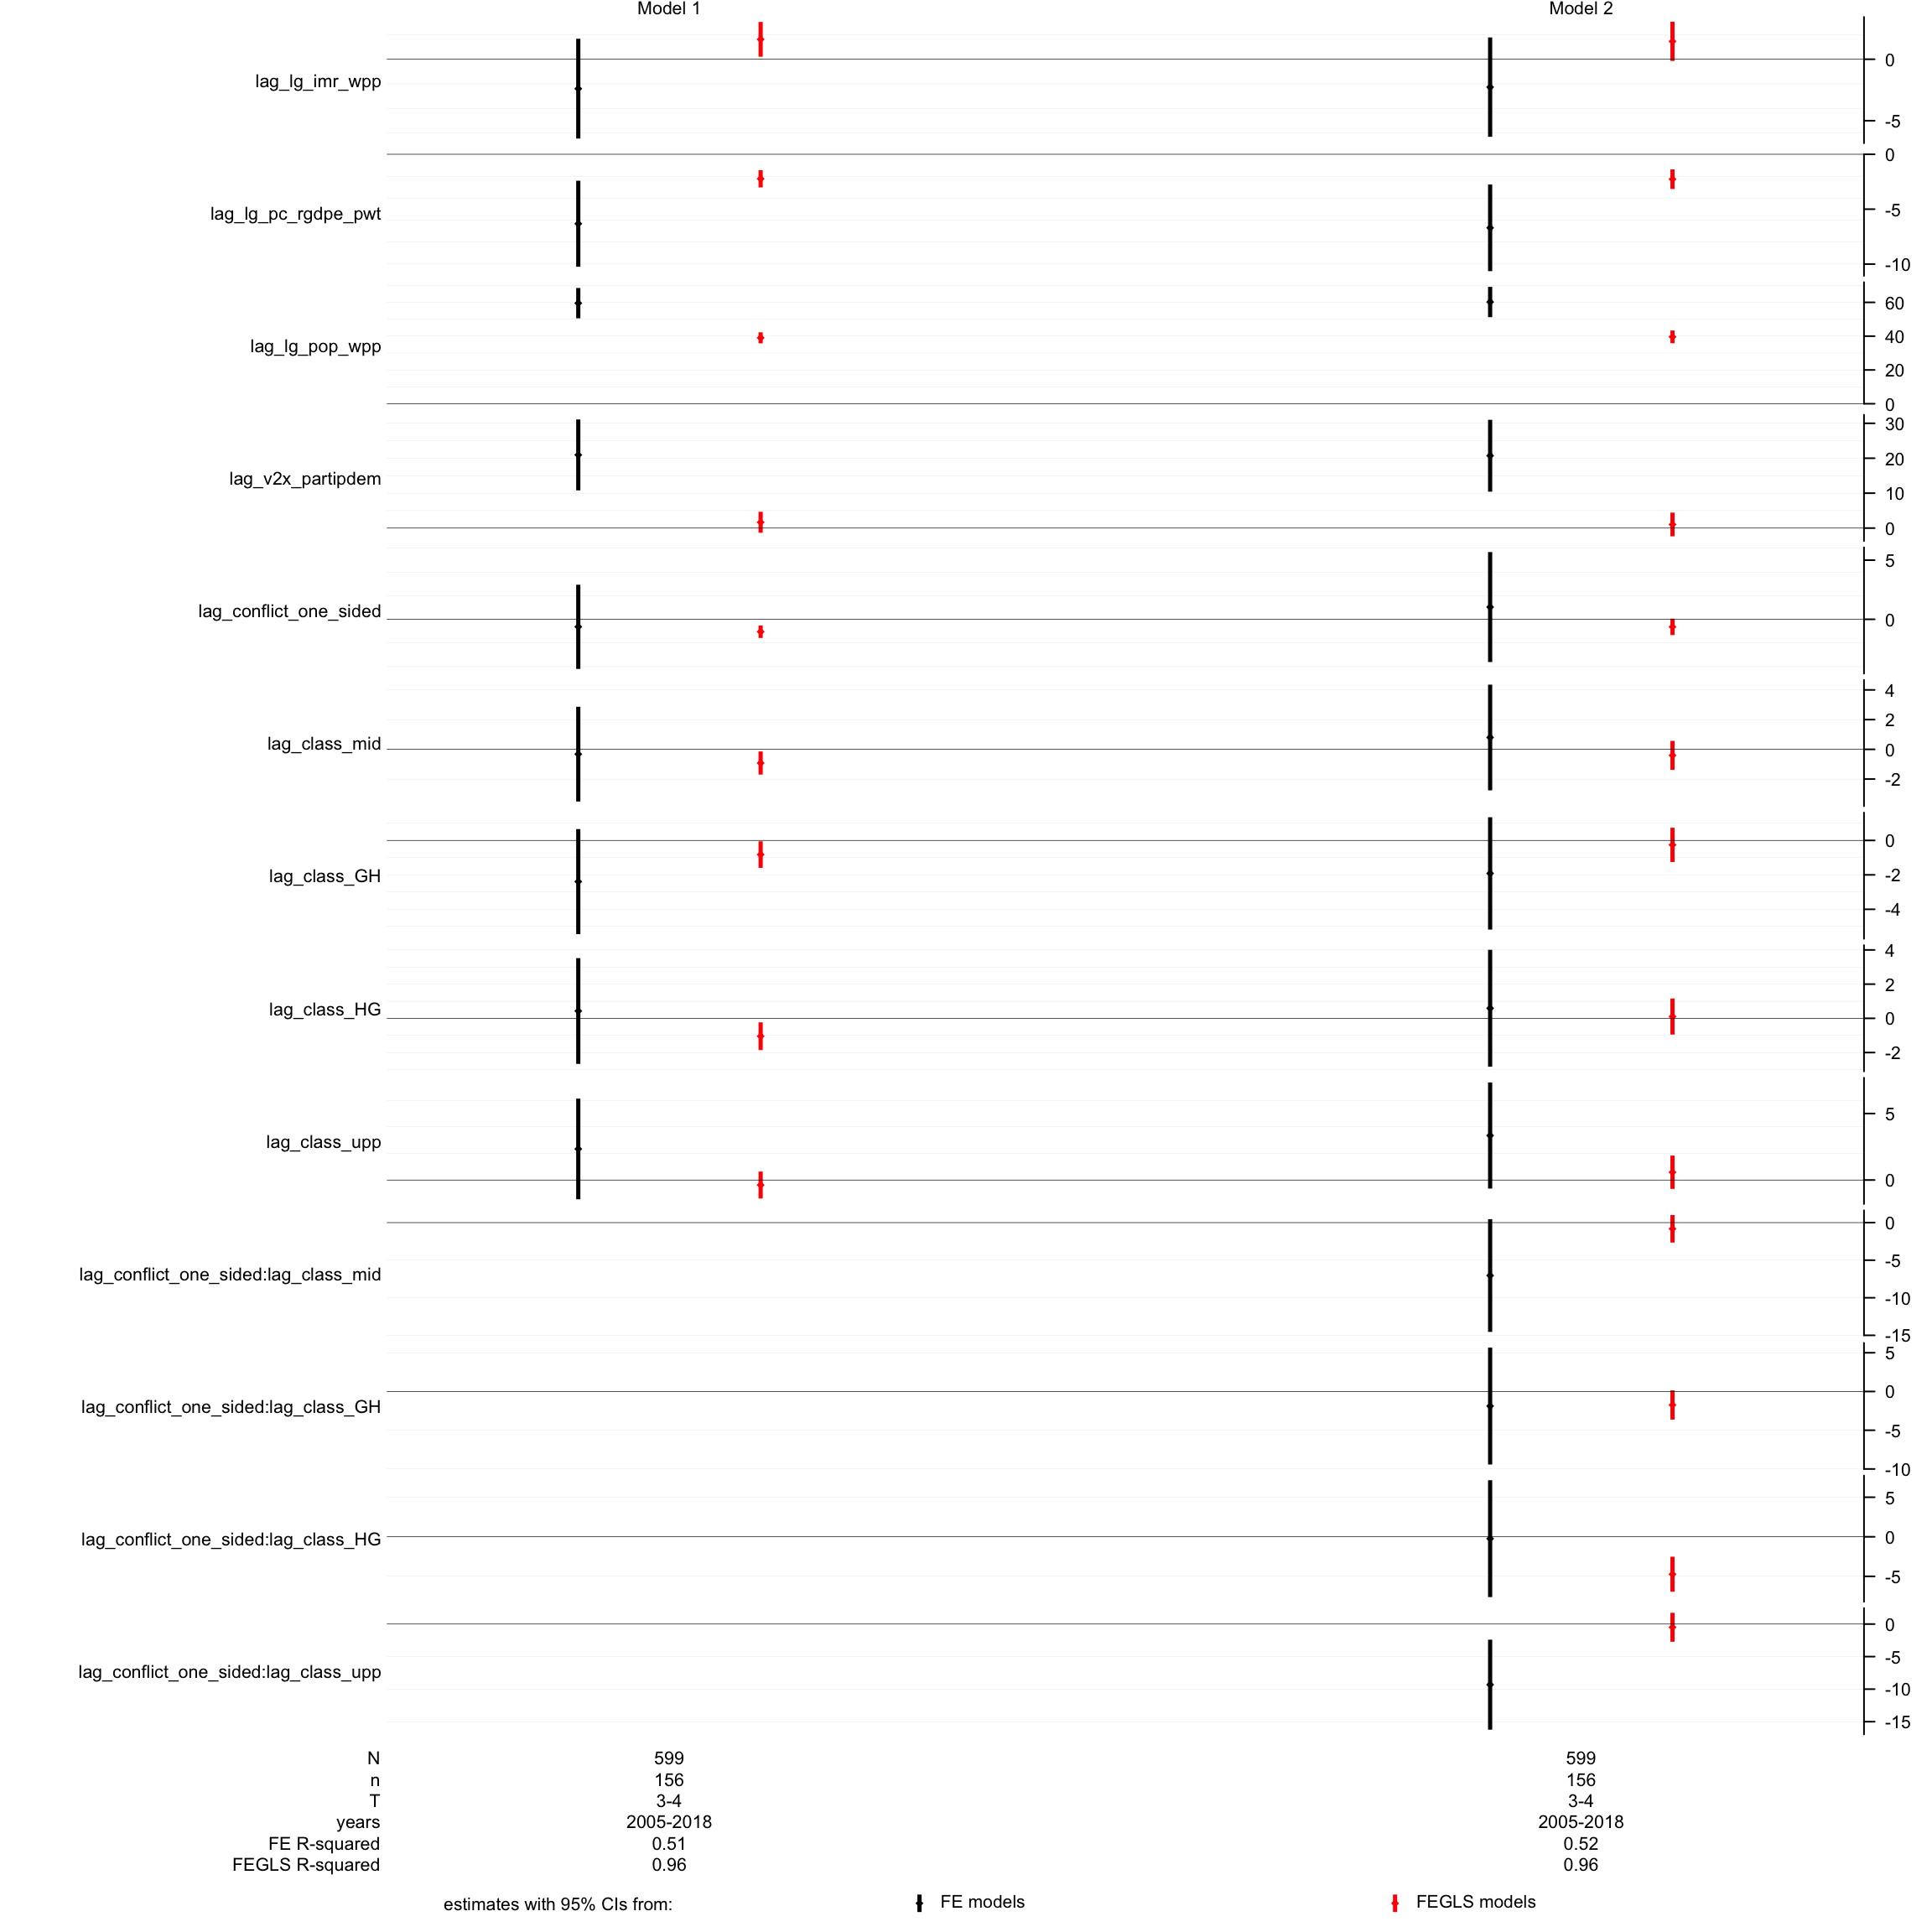 Model 1 Model 2
lag_lg_imr_wpp 0 -5
lag_lg_pc_rgdpe_pwt 0 -5 -10
lag_lg_pop_wpp 60 40 20 0
lag_v2x_partipdem 30 20 10 0
lag_conflict_one_sided 5 0
lag_class_mid 4 2 0 -2
lag_class_GH 0 -2 -4
lag_class_HG 4 2 0 -2
lag_class_upp 5 0
lag_conflict_one_sided:lag_class_mid 0 -5 -10 -15
lag_conflict_one_sided:lag_class_GH 5 0 -5 -10
lag_conflict_one_sided:lag_class_HG 5 0 -5
lag_conflict_one_sided:lag_class_upp 0 -5 -10 -15
N 599 599
n 156 156
T 3-4 3-4
years 2005-2018 2005-2018
FE R-squared 0.51 0.52
FEGLS R-squared 0.96 0.96
estimates with 95% CIs from: FE models FEGLS models